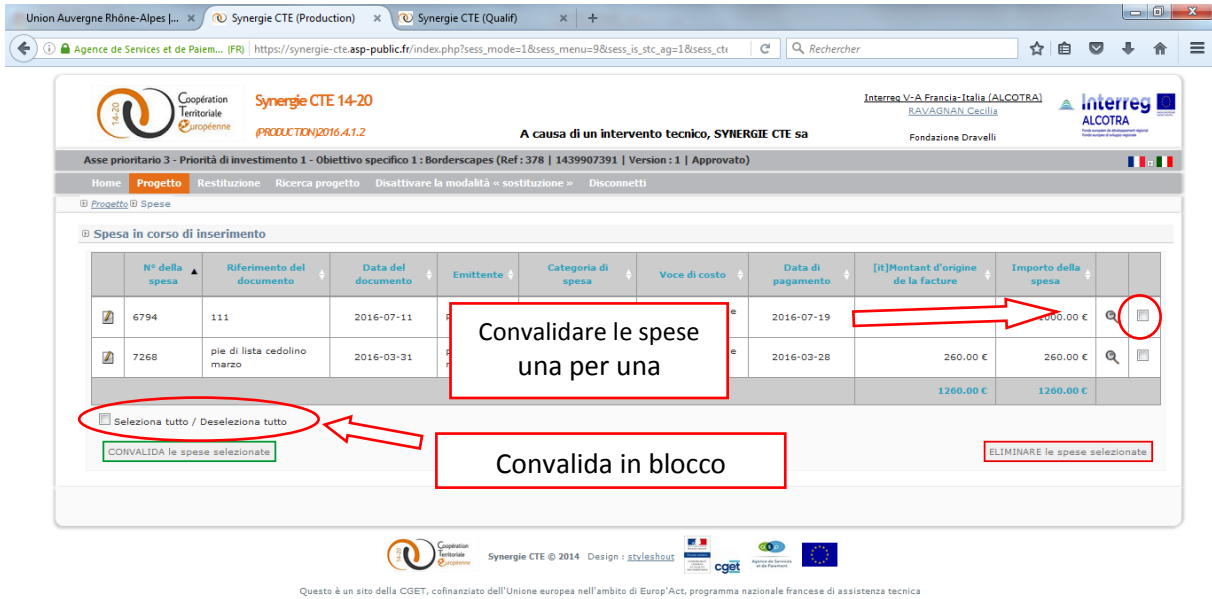 Union Auvergne Rhône-Alpes |... × Synergie CTE (Production) × Synergie CTE (Qualif) × +
Agence de Services et de Paiem... (FR) https://synergie-cte.asp-public.fr/index.php?sess_mode=1&sess_menu=9&sess_is_stc_ag=1&sess_cte Rechercher
14-20
Coopération
Territoriale
Européenne
Synergie CTE 14-20
(PRODUCTION)2016.4.1.2
A causa di un intervento tecnico, SYNERGIE CTE sa
Interreg V-A Francia-Italia (ALCOTRA)
RAVAGNAN Cecilia
Fondazione Dravelli
Interreg
ALCOTRA
Asse prioritario 3 - Priorità di investimento 1 - Obiettivo specifico 1 : Borderscapes (Ref : 378 | 1439907391 | Version : 1 | Approvato)
Home Progetto Restituzione Ricerca progetto Disattivare la modalità « sostituzione » Disconnetti
Progetto Spese
Spesa in corso di inserimento
N° della spesa Riferimento del documento Data del documento Emittente Categoria di spesa Voce di costo Data di pagamento [it]Montant d'origine de la facture Importo della spesa
6794 111 2016-07-11 2016-07-19
7268 pie di lista cedolino marzo 2016-03-31 2016-03-28 260.00 € 260.00 €
1260.00 € 1260.00 €
Convalidare le spese
una per una
Seleziona tutto / Deseleziona tutto
Convalida in blocco
CONVALIDA le spese selezionate
ELIMINARE le spese selezionate
Coopération
Territoriale
Européenne
Synergie CTE © 2014 Design : styleshout
cget
Questo è un sito della CGET, cofinanziato dell'Unione europea nell'ambito di Europ'Act, programma nazionale francese di assistenza tecnica